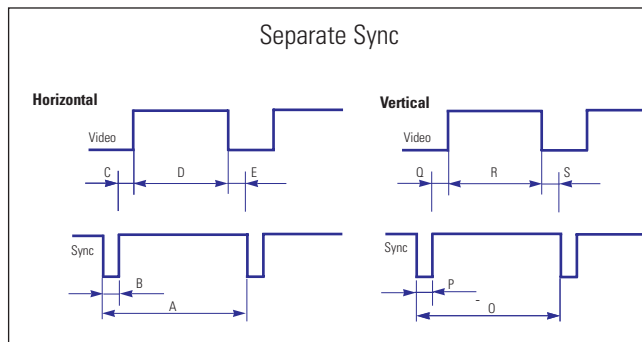 Separate Sync
Horizontal
Video
C D E
Sync
B
A
Vertical
Video
Q R S
Sync
P
O